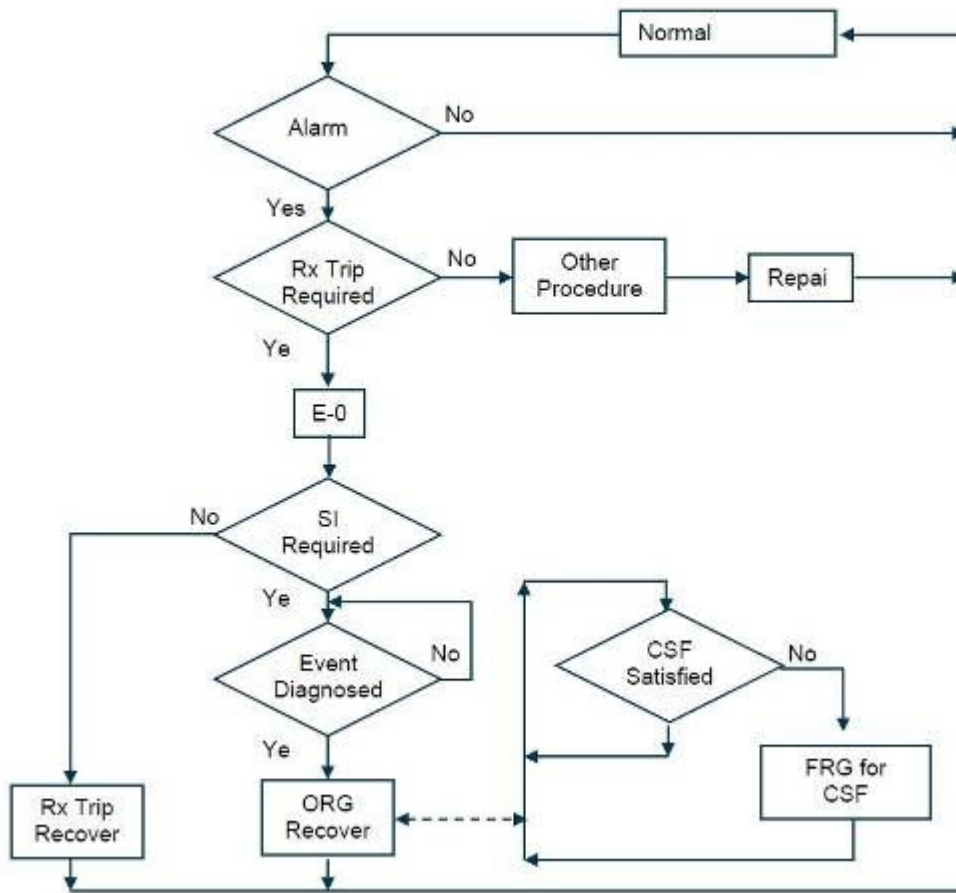 Normal
Alarm
No
Yes
Rx Trip
Required
No
Other
Procedure
Repai
Ye
E-0
No
SI
Required
Ye
Event
Diagnosed
No
CSF
Satisfied
No
Ye
Rx Trip
Recover
ORG
Recover
FRG for
CSF